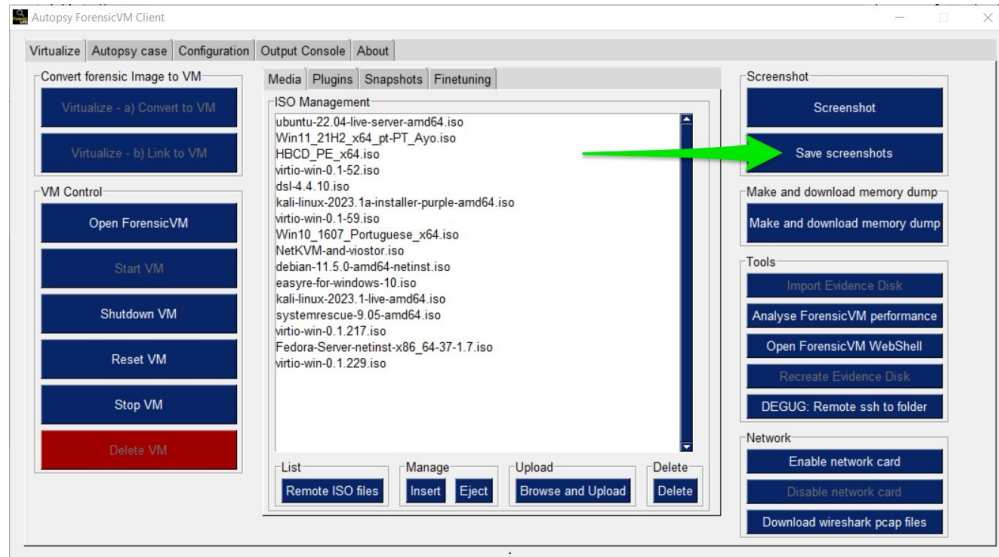 Autopsy ForensicVM Client
Virtualize Autopsy case Configuration Output Console About
Convert forensic Image to VM
Virtualize - a) Convert to VM
Virtualize - b) Link to VM
VM Control
Open ForensicVM
Start VM
Shutdown VM
Reset VM
Stop VM
Delete VM
Media Plugins Snapshots Finetuning
ISO Management
ubuntu-22.04-live-server-amd64.iso
Win11_21H2_x64_pt-PT_Ayo.iso
HBCD_PE_x64.iso
virtio-win-0.1-52.iso
dsl-4.4.10.iso
kali-linux-2023.1a-installer-purple-amd64.iso
virtio-win-0.1-59.iso
Win10_1607_Portuguese_x64.iso
NetKVM-and-viostor.iso
debian-11.5.0-amd64-netinst.iso
easyre-for-windows-10.iso
kali-linux-2023.1-live-amd64.iso
systemrescue-9.05-amd64.iso
virtio-win-0.1.217.iso
Fedora-Server-netinst-x86_64-37-1.7.iso
virtio-win-0.1.229.iso
List Manage Upload Delete
Remote ISO files Insert Eject Browse and Upload Delete
Screenshot
Screenshot
Save screenshots
Make and download memory dump
Make and download memory dump
Tools
Import Evidence Disk
Analyse ForensicVM performance
Open ForensicVM WebShell
Recreate Evidence Disk
DEGUG: Remote ssh to folder
Network
Enable network card
Disable network card
Download wireshark pcap files